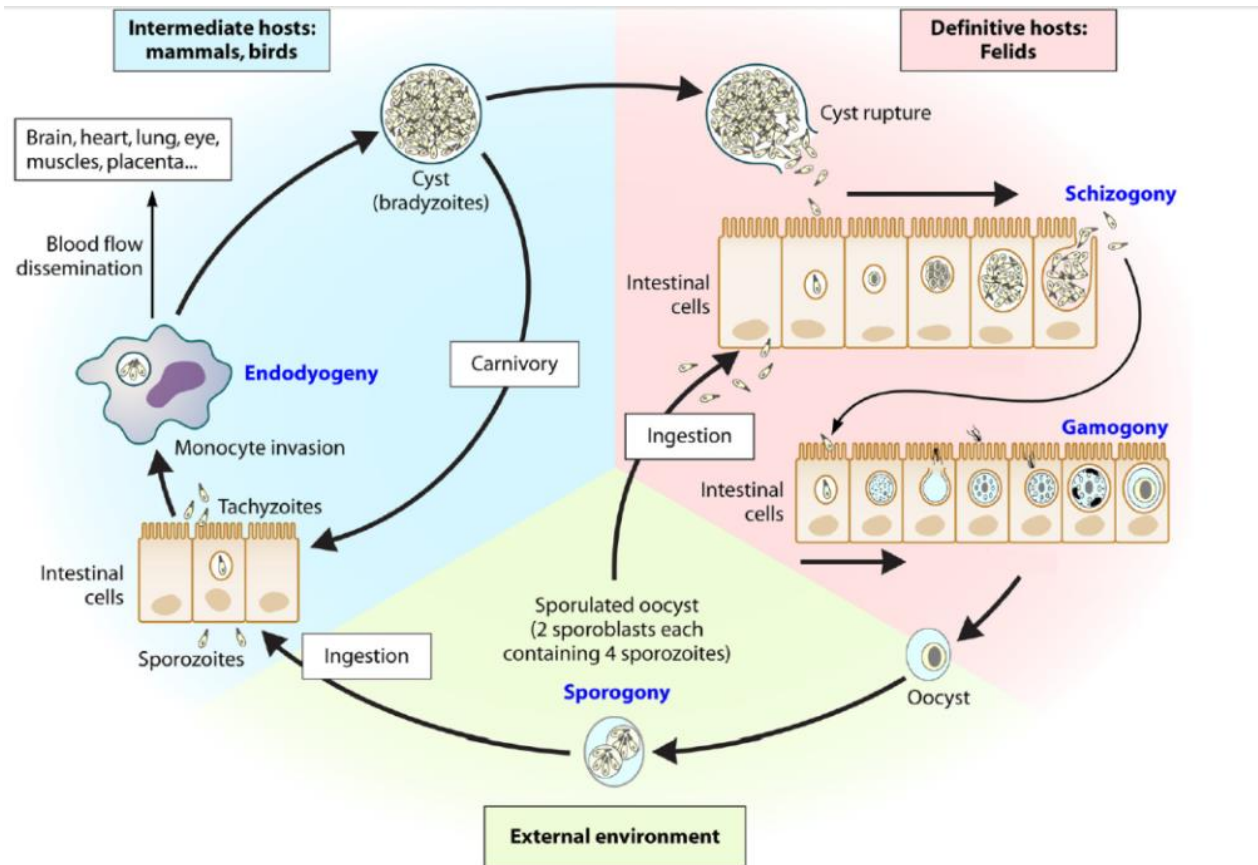 Intermediate hosts:
mammals, birds
Definitive hosts:
Felids
Brain, heart, lung, eye,
muscles, placenta...
Cyst
(bradyzoites)
Cyst rupture
Schizogony
Blood flow
dissemination
Intestinal
cells
Endodyogeny
Carnivory
Monocyte invasion
Ingestion
Gamogony
Tachyzoites
Intestinal
cells
Intestinal
cells
Sporozoites
Ingestion
Sporulated oocyst
(2 sporoblasts each
containing 4 sporozoites)
Sporogony
Oocyst
External environment